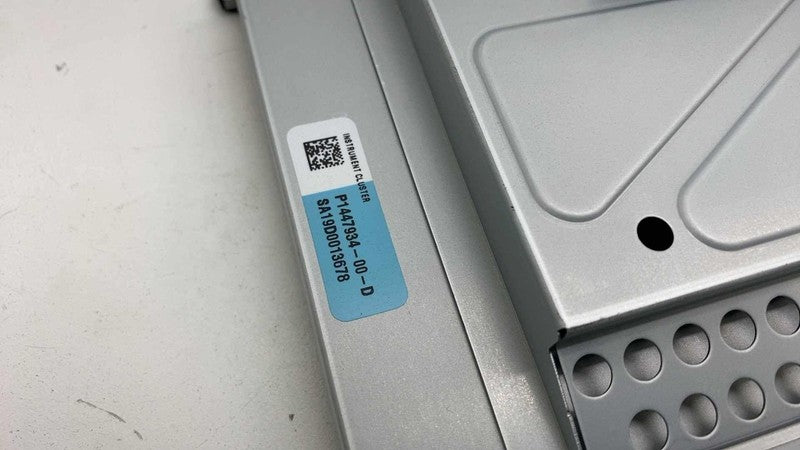 INSTRUMENT CLUSTER
P1447934-00-D
SA19D0013678